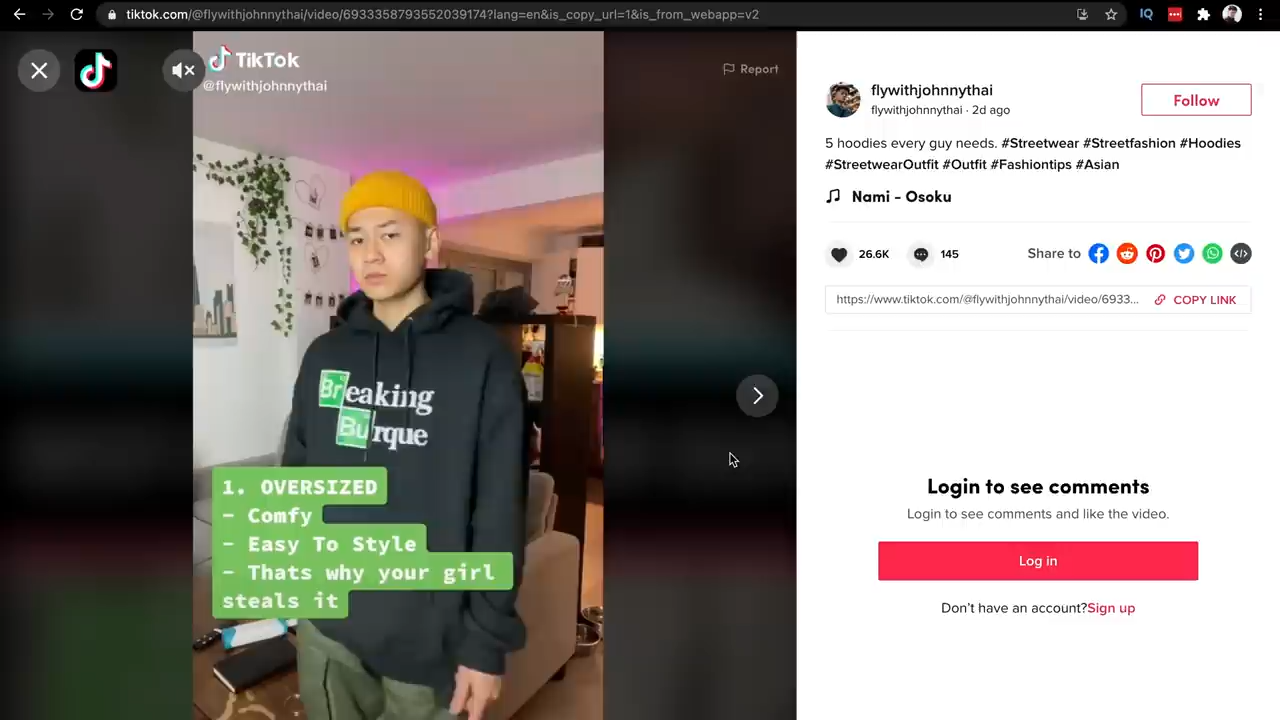 tiktok.com/@flywithjohnnythai/video/6933358793552039174?lang=en&is_copy_url=1&is_from_webapp=v2
IQ
TikTok
@flywithjohnnythai
Report
Breaking
Burque
1. OVERSIZED
- Comfy
- Easy To Style
- Thats why your girl
steals it
flywithjohnnythai
flywithjohnnythai · 2d ago
Follow
5 hoodies every guy needs. #Streetwear #Streetfashion #Hoodies
#StreetwearOutfit #Outfit #Fashiontips #Asian
Nami - Osoku
26.6K
145
Share to
https://www.tiktok.com/@flywithjohnnythai/video/6933...
COPY LINK
Login to see comments
Login to see comments and like the video.
Log in
Don't have an account?Sign up